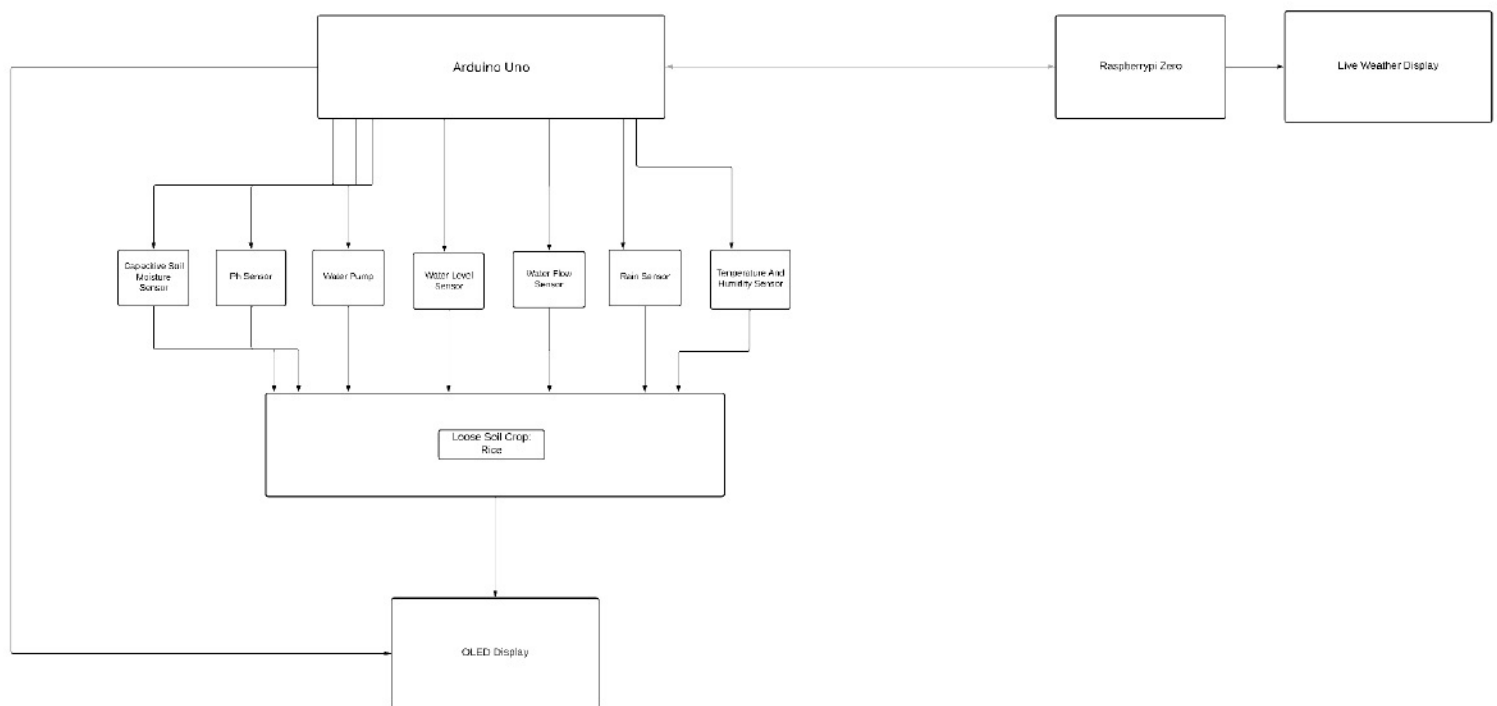 Arduino Uno
Raspberrypi Zero
Live Weather Display
Capacitive Soil
Moisture
Sensor
Ph Sensor
Water Pump
Water Level
Sensor
Water Flow
Sensor
Rain Sensor
Temperature And
Humidity Sensor
Loose Soil Crop:
Rice
OLED Display